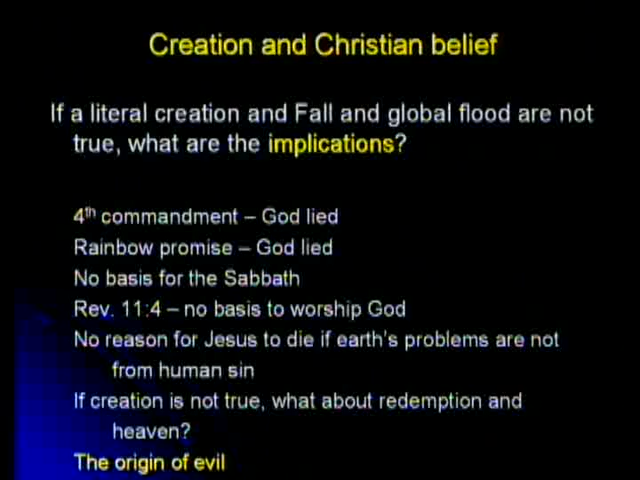 Creation and Christian belief
If a literal creation and Fall and global flood are not
true, what are the implications?
4th commandment – God lied
Rainbow promise – God lied
No basis for the Sabbath
Rev. 11:4 – no basis to worship God
No reason for Jesus to die if earth's problems are not
from human sin
If creation is not true, what about redemption and
heaven?
The origin of evil